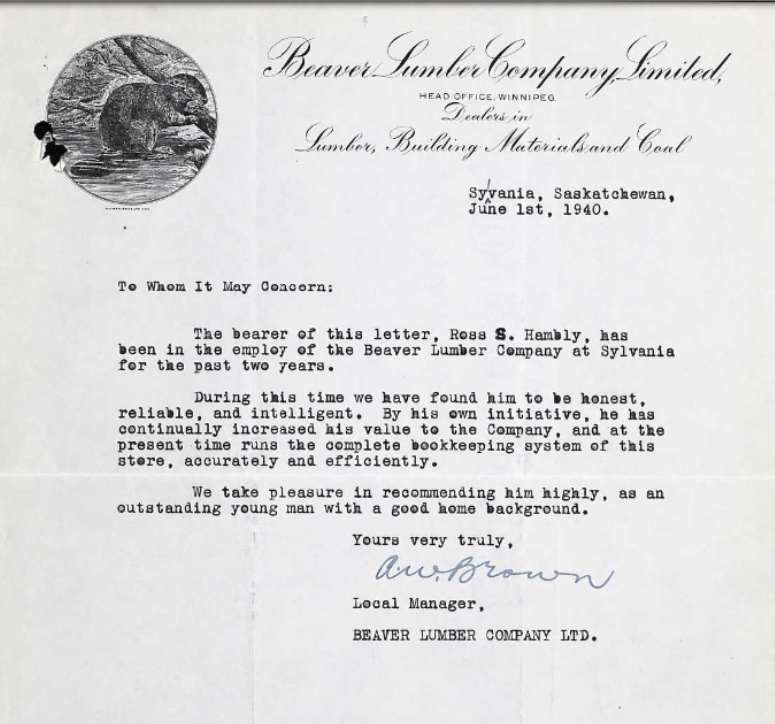 Beaver Lumber Company, Limited,
HEAD OFFICE, WINNIPEG.
Dealers in
Lumber, Building Materials and Coal
Sylvania, Saskatchewan,
June 1st, 1940.
To Whom It May Concern:
The bearer of this letter, Ross S. Hambly, has
been in the employ of the Beaver Lumber Company at Sylvania
for the past two years.
During this time we have found him to be honest,
reliable, and intelligent. By his own initiative, he has
continually increased his value to the Company, and at the
present time runs the complete bookkeeping system of this
store, accurately and efficiently.
We take pleasure in recommending him highly, as an
outstanding young man with a good home background.
Yours very truly,
A.W. Brown
Local Manager,
BEAVER LUMBER COMPANY LTD.